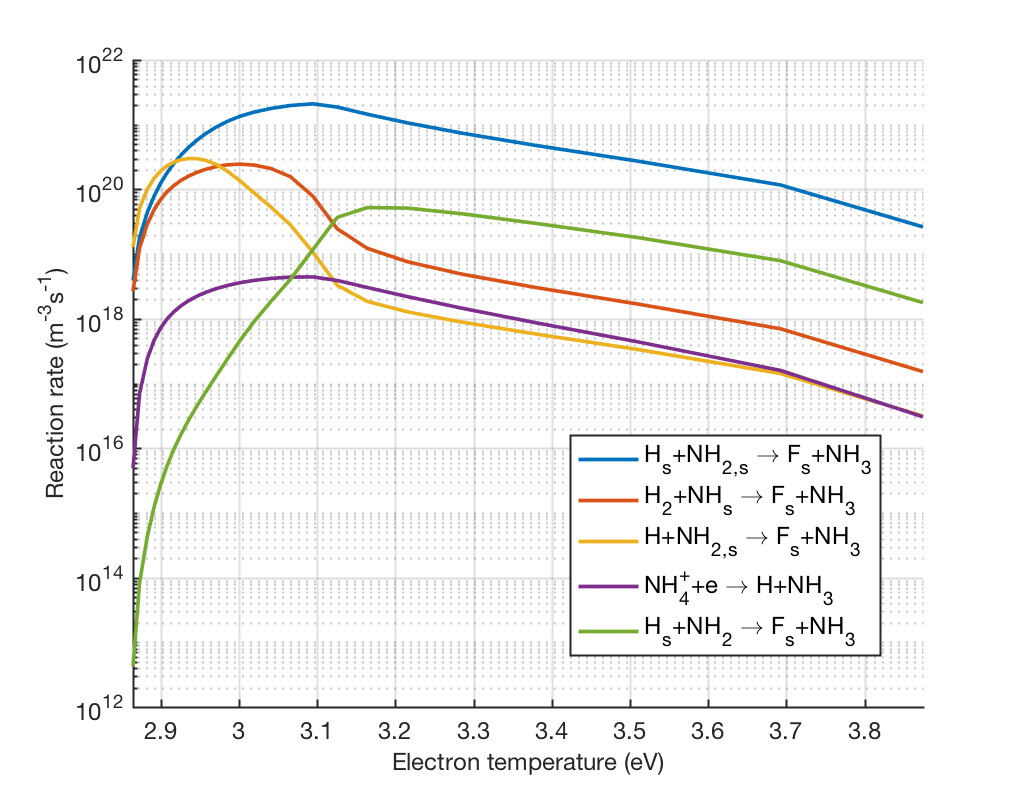 10^22
10^20
10^18
10^16
10^14
10^12
Reaction rate (m^-3s^-1)
2.9 3 3.1 3.2 3.3 3.4 3.5 3.6 3.7 3.8
Electron temperature (eV)
H_s+NH_2,s → F_s+NH_3
H_2+NH_s → F_s+NH_3
H+NH_2,s → F_s+NH_3
NH_4^++e → H+NH_3
H_s+NH_2 → F_s+NH_3